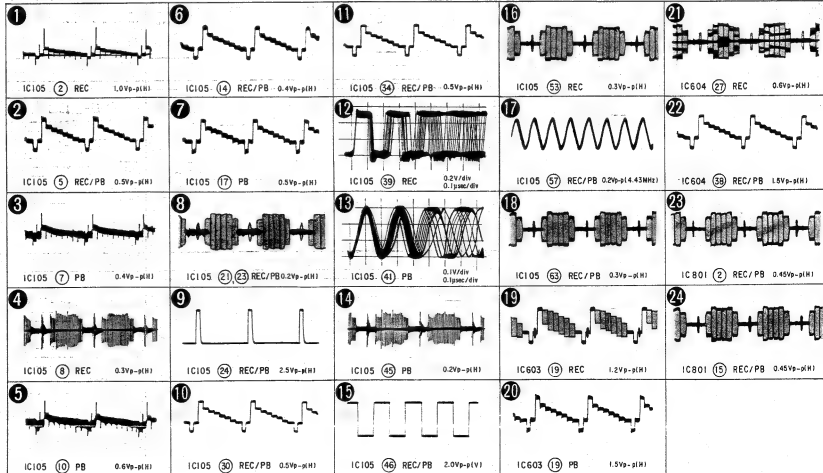 1
IC105 2 REC 1.0Vp-p(H)
6
IC105 14 REC/PB 0.4Vp-p(H)
11
IC105 34 REC/PB 0.5Vp-p(H)
16
IC105 53 REC 0.3Vp-p(H)
21
IC604 27 REC 0.6Vp-p(H)
2
IC105 5 REC/PB 0.5Vp-p(H)
7
IC105 17 PB 0.5Vp-p(H)
12
IC105 39 REC 0.2V/div
0.1μsec/div
17
IC105 57 REC/PB 0.2Vp-p(4.43MHz)
22
IC604 38 REC/PB 1.5Vp-p(H)
3
IC105 7 PB 0.4Vp-p(H)
8
IC105 21, 23 REC/PB 0.2Vp-p(H)
13
IC105 41 PB 0.1V/div
0.1μsec/div
18
IC105 63 REC/PB 0.3Vp-p(H)
23
IC801 2 REC/PB 0.45Vp-p(H)
4
IC105 8 REC 0.3Vp-p(H)
9
IC105 24 REC/PB 2.5Vp-p(H)
14
IC105 45 PB 0.2Vp-p(H)
19
IC603 19 REC 1.2Vp-p(H)
24
IC801 15 REC/PB 0.45Vp-p(H)
5
IC105 10 PB 0.6Vp-p(H)
10
IC105 30 REC/PB 0.5Vp-p(H)
15
IC105 46 REC/PB 2.0Vp-p(V)
20
IC603 19 PB 1.5Vp-p(H)